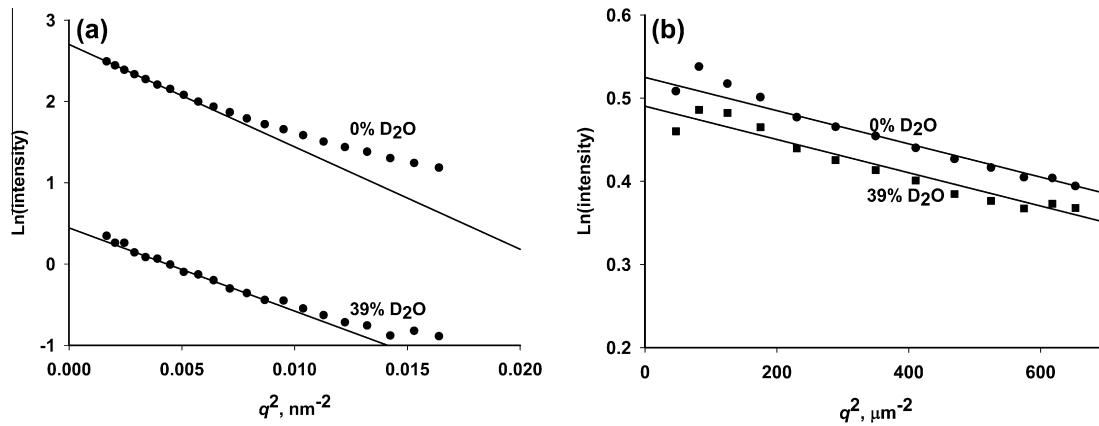 (a)
3
2
1
0
-1
Ln(intensity)
0% D2O
39% D2O
0.000 0.005 0.010 0.015 0.020
q2, nm-2
(b)
0.6
0.5
0.4
0.3
0.2
Ln(intensity)
0% D2O
39% D2O
0 200 400 600
q2, μm-2